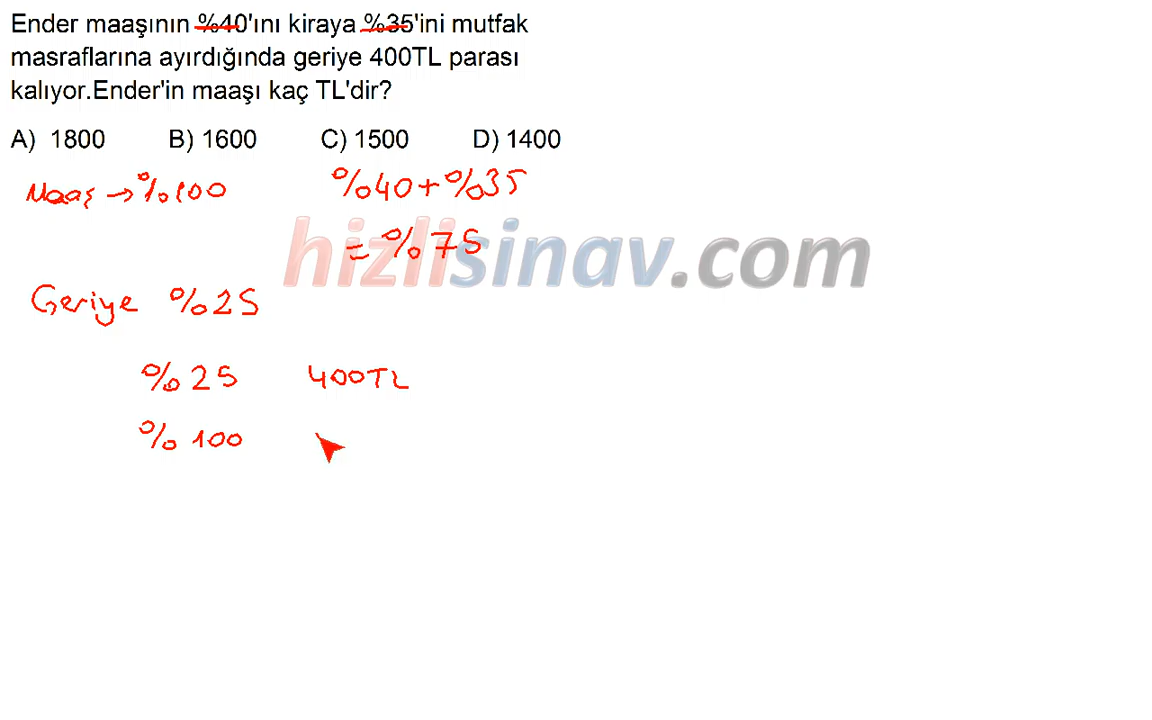 Ender maaşının %40'ını kiraya %35'ini mutfak
masraflarına ayırdığında geriye 400TL parası
kalıyor.Ender'in maaşı kaç TL'dir?
A) 1800 B) 1600 C) 1500 D) 1400
Maaş → %100 %40+%35
= %75
hizlisinav.com
Geriye %25
%25 400TL
%100